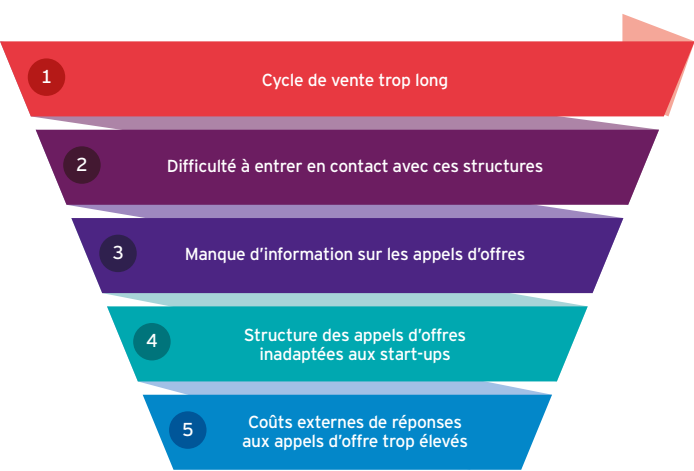 1
Cycle de vente trop long
2
Difficulté à entrer en contact avec ces structures
3
Manque d’information sur les appels d’offres
4
Structure des appels d’offres
inadaptées aux start-ups
5
Coûts externes de réponses
aux appels d’offre trop élevés